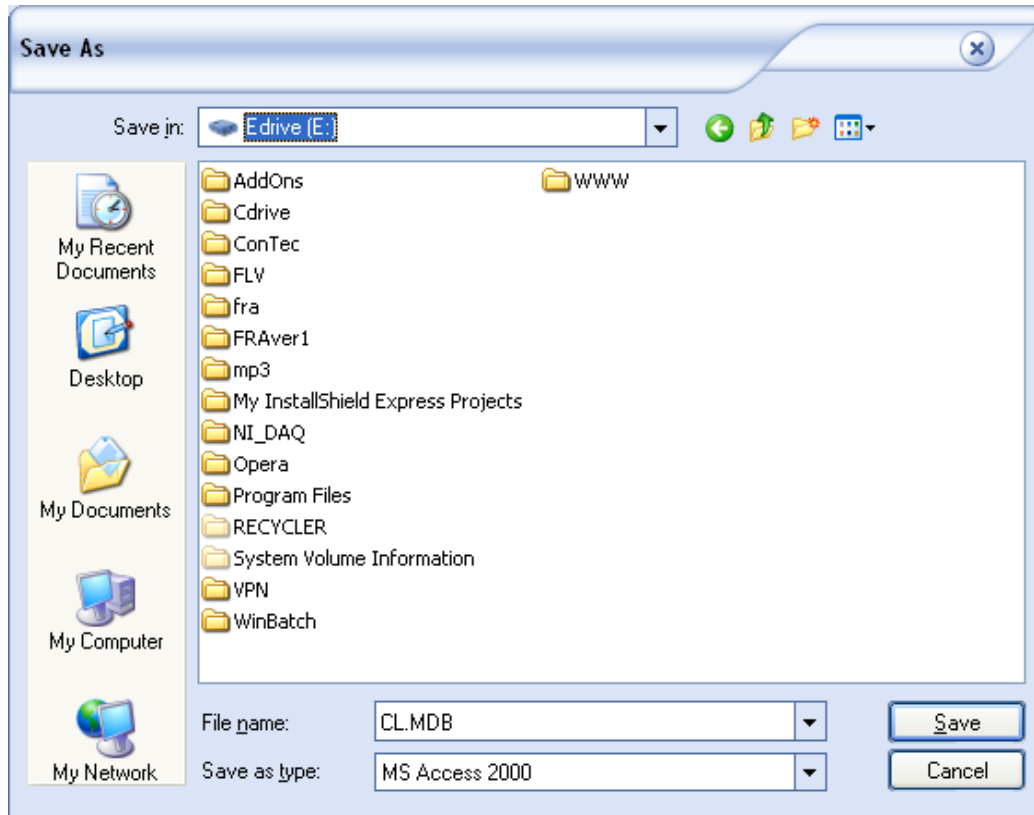 Save As
Save in: Edrive (E:)
My Recent
Documents
Desktop
My Documents
My Computer
My Network
AddOns
Cdrive
ConTec
FLV
fra
FRAver1
mp3
My InstallShield Express Projects
NI_DAQ
Opera
Program Files
RECYCLER
System Volume Information
VPN
WinBatch
WWW
File name: CL.MDB
Save
Save as type: MS Access 2000
Cancel